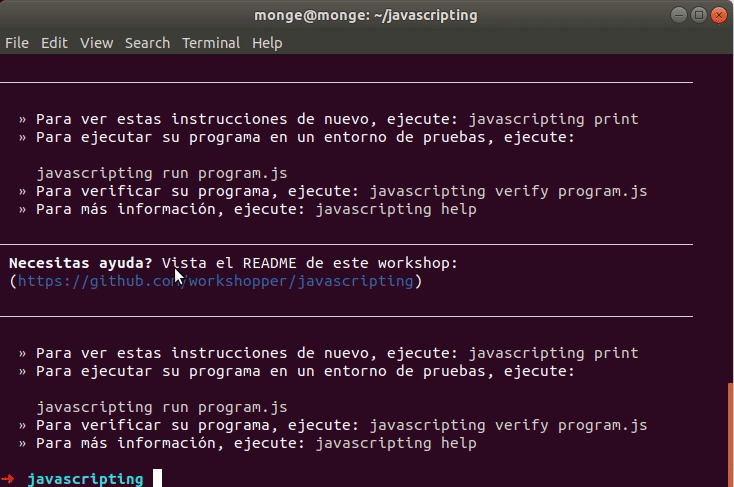 monge@monge: ~/javascripting
File Edit View Search Terminal Help
» Para ver estas instrucciones de nuevo, ejecute: javascripting print
» Para ejecutar su programa en un entorno de pruebas, ejecute:
javascripting run program.js
» Para verificar su programa, ejecute: javascripting verify program.js
» Para más información, ejecute: javascripting help
Necesitas ayuda? Vista el README de este workshop:
(https://github.com/workshopper/javascripting)
» Para ver estas instrucciones de nuevo, ejecute: javascripting print
» Para ejecutar su programa en un entorno de pruebas, ejecute:
javascripting run program.js
» Para verificar su programa, ejecute: javascripting verify program.js
» Para más información, ejecute: javascripting help
→ javascripting